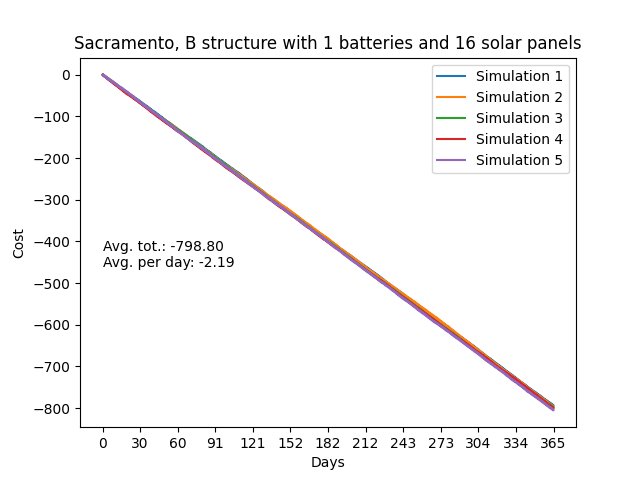 Sacramento, B structure with 1 batteries and 16 solar panels
0
−100
−200
−300
−400
−500
−600
−700
−800
Cost
Simulation 1
Simulation 2
Simulation 3
Simulation 4
Simulation 5
Avg. tot.: -798.80
Avg. per day: -2.19
0 30 60 91 121 152 182 212 243 273 304 334 365
Days